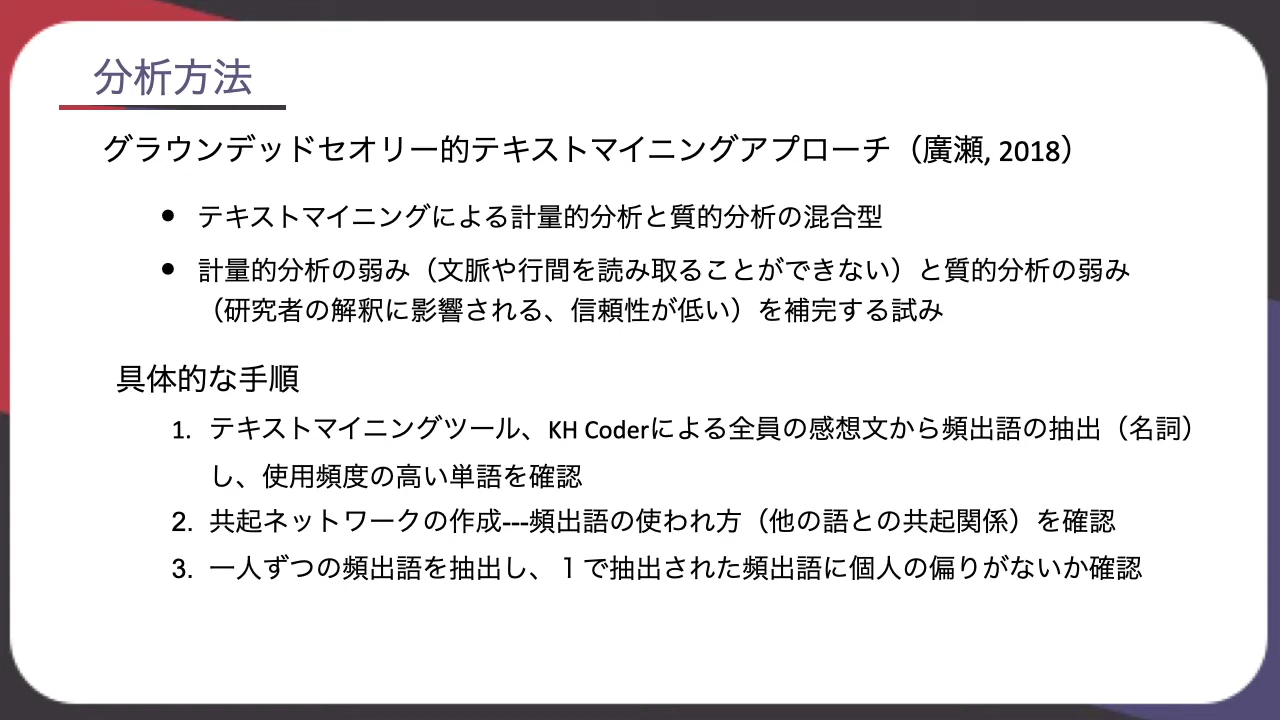 分析方法
グラウンデッドセオリー的テキストマイニングアプローチ（廣瀬, 2018）
● テキストマイニングによる計量的分析と質的分析の混合型
● 計量的分析の弱み（文脈や行間を読み取ることができない）と質的分析の弱み
（研究者の解釈に影響される、信頼性が低い）を補完する試み
具体的な手順
1. テキストマイニングツール、KH Coderによる全員の感想文から頻出語の抽出（名詞）
し、使用頻度の高い単語を確認
2. 共起ネットワークの作成---頻出語の使われ方（他の語との共起関係）を確認
3. 一人ずつの頻出語を抽出し、１で抽出された頻出語に個人の偏りがないか確認